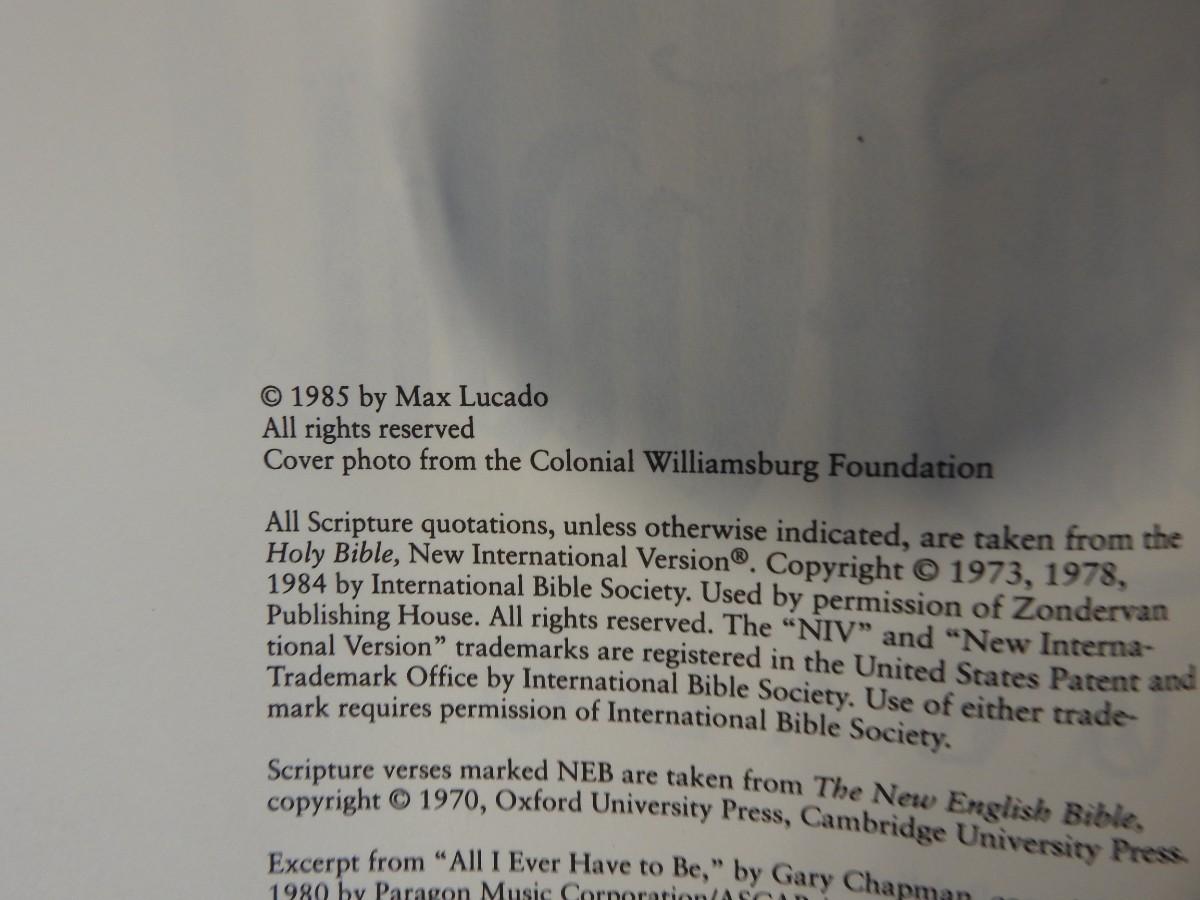 © 1985 by Max Lucado
All rights reserved
Cover photo from the Colonial Williamsburg Foundation
All Scripture quotations, unless otherwise indicated, are taken from the
Holy Bible, New International Version®. Copyright © 1973, 1978,
1984 by International Bible Society. Used by permission of Zondervan
Publishing House. All rights reserved. The “NIV” and “New Interna-
tional Version” trademarks are registered in the United States Patent and
Trademark Office by International Bible Society. Use of either trade-
mark requires permission of International Bible Society.
Scripture verses marked NEB are taken from The New English Bible,
copyright © 1970, Oxford University Press, Cambridge University Press.
Excerpt from “All I Ever Have to Be,” by Gary Chapman,
1980 by Paragon Music Corporation/ASCAP